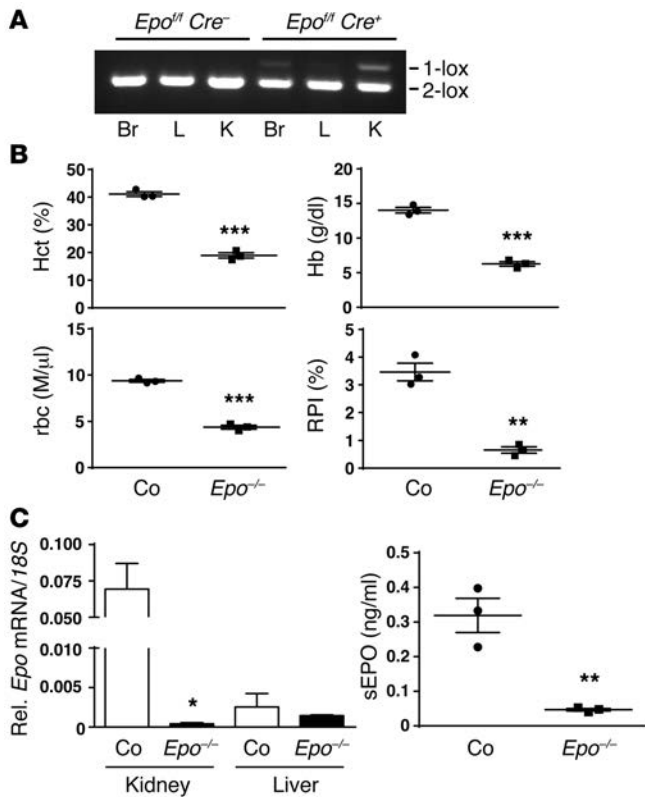 A
Epo^f/f Cre^– Epo^f/f Cre^+
–1-lox
–2-lox
Br L K Br L K
B
Hct (%)
50
40
30
20
10
0
***
Hb (g/dl)
20
15
10
5
0
***
rbc (M/μl)
15
10
5
0
***
Co Epo^–/–
RPI (%)
5
4
3
2
1
0
**
Co Epo^–/–
C
Rel. Epo mRNA/18S
0.100
0.075
0.050
0.010
0.005
0
*
Co Epo^–/– Co Epo^–/–
Kidney Liver
sEPO (ng/ml)
0.5
0.4
0.3
0.2
0.1
0
**
Co Epo^–/–